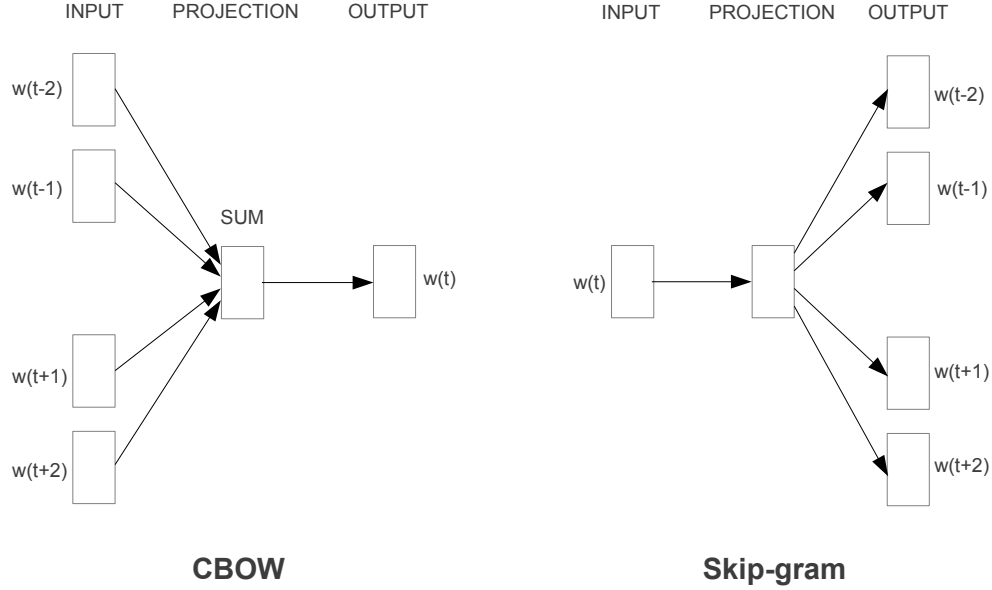 INPUT PROJECTION OUTPUT
w(t-2)
w(t-1)
SUM
w(t)
w(t+1)
w(t+2)
CBOW
INPUT PROJECTION OUTPUT
w(t-2)
w(t-1)
w(t)
w(t+1)
w(t+2)
Skip-gram